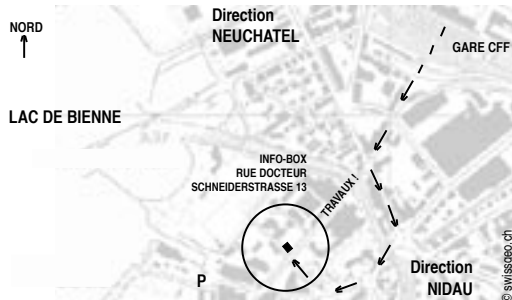 NORD
Direction
NEUCHATEL
GARE CFF
LAC DE BIENNE
INFO-BOX
RUE DOCTEUR
SCHNEIDERSTRASSE 13
TRAVAUX !
P
Direction
NIDAU
© swissgeo.ch